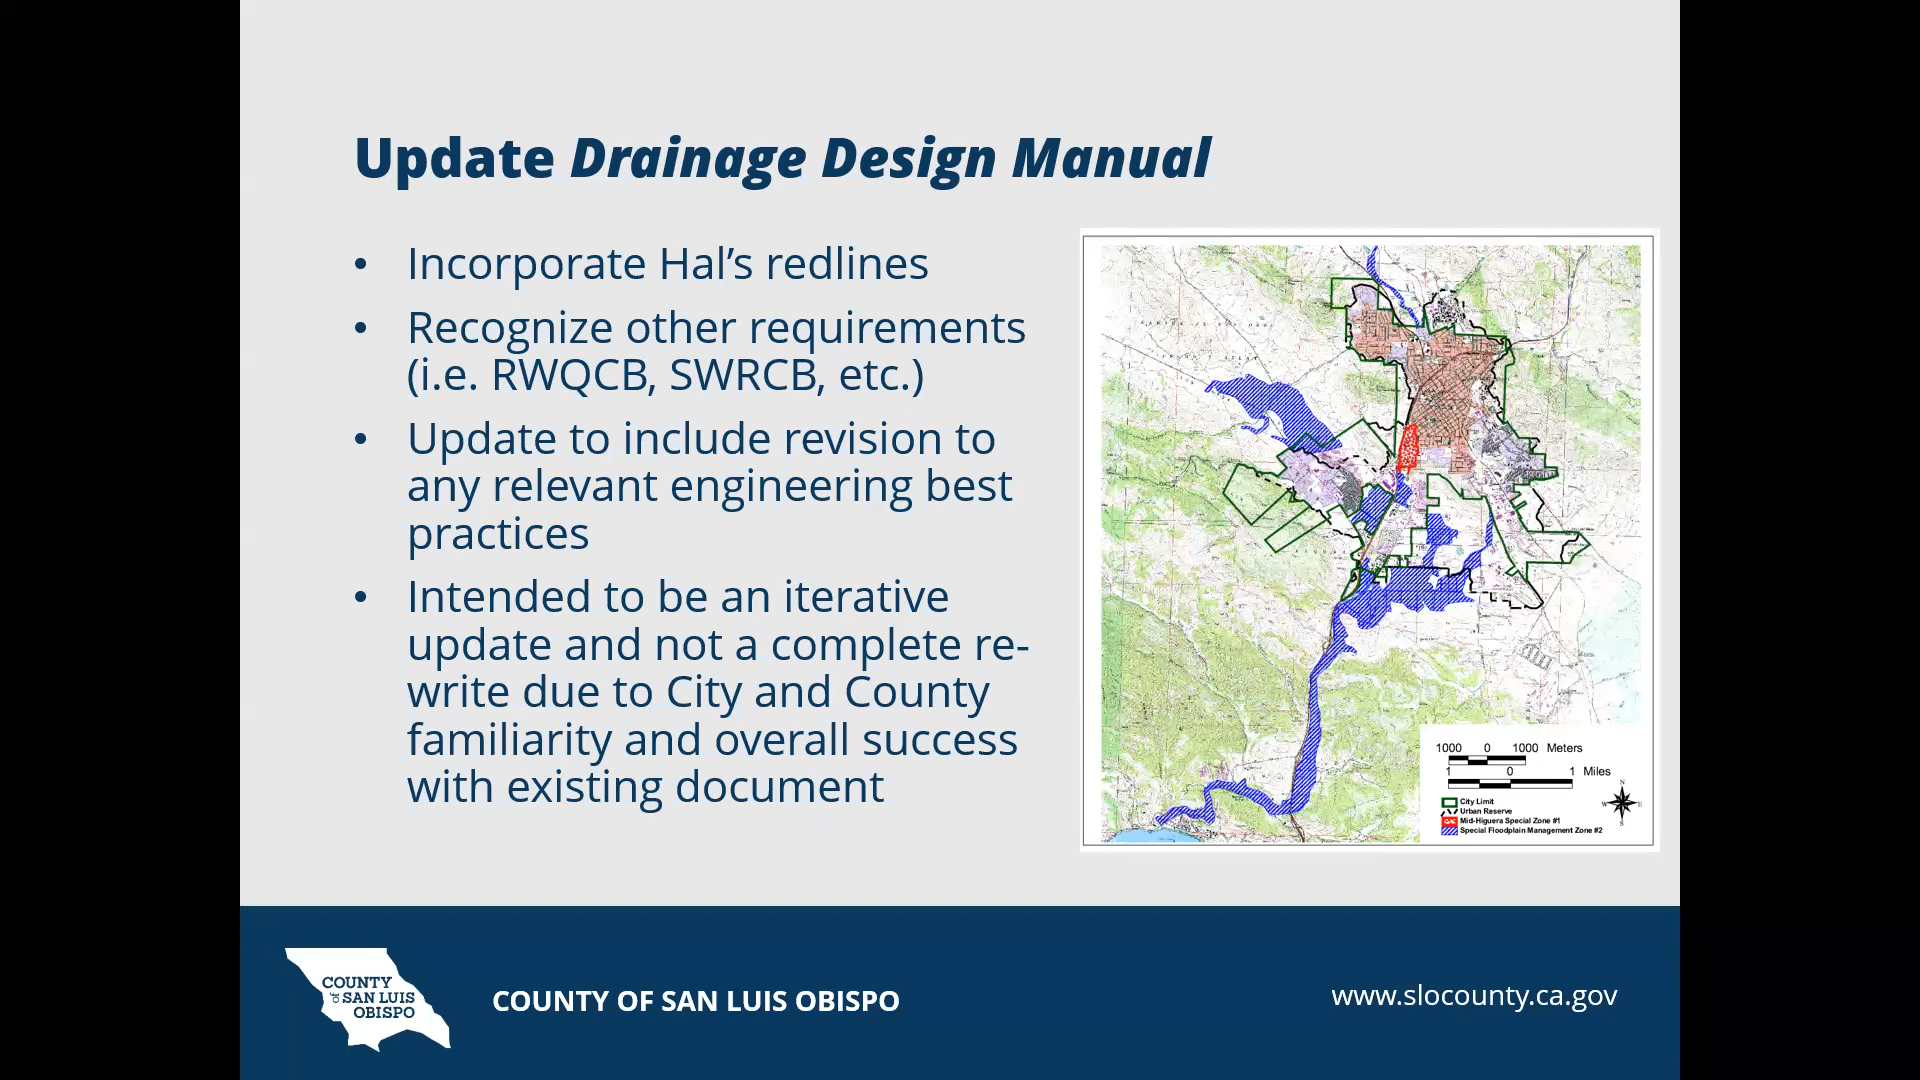 Update Drainage Design Manual
• Incorporate Hal’s redlines
• Recognize other requirements
(i.e. RWQCB, SWRCB, etc.)
• Update to include revision to
any relevant engineering best
practices
• Intended to be an iterative
update and not a complete re-
write due to City and County
familiarity and overall success
with existing document
1000 0 1000 Meters
1 0 1 Miles
N
W E
S
City Limit
Urban Reserve
Mid-Higuera Special Zone #1
Special Floodplain Management Zone #2
COUNTY
OF SAN LUIS
OBISPO
COUNTY OF SAN LUIS OBISPO
www.slocounty.ca.gov